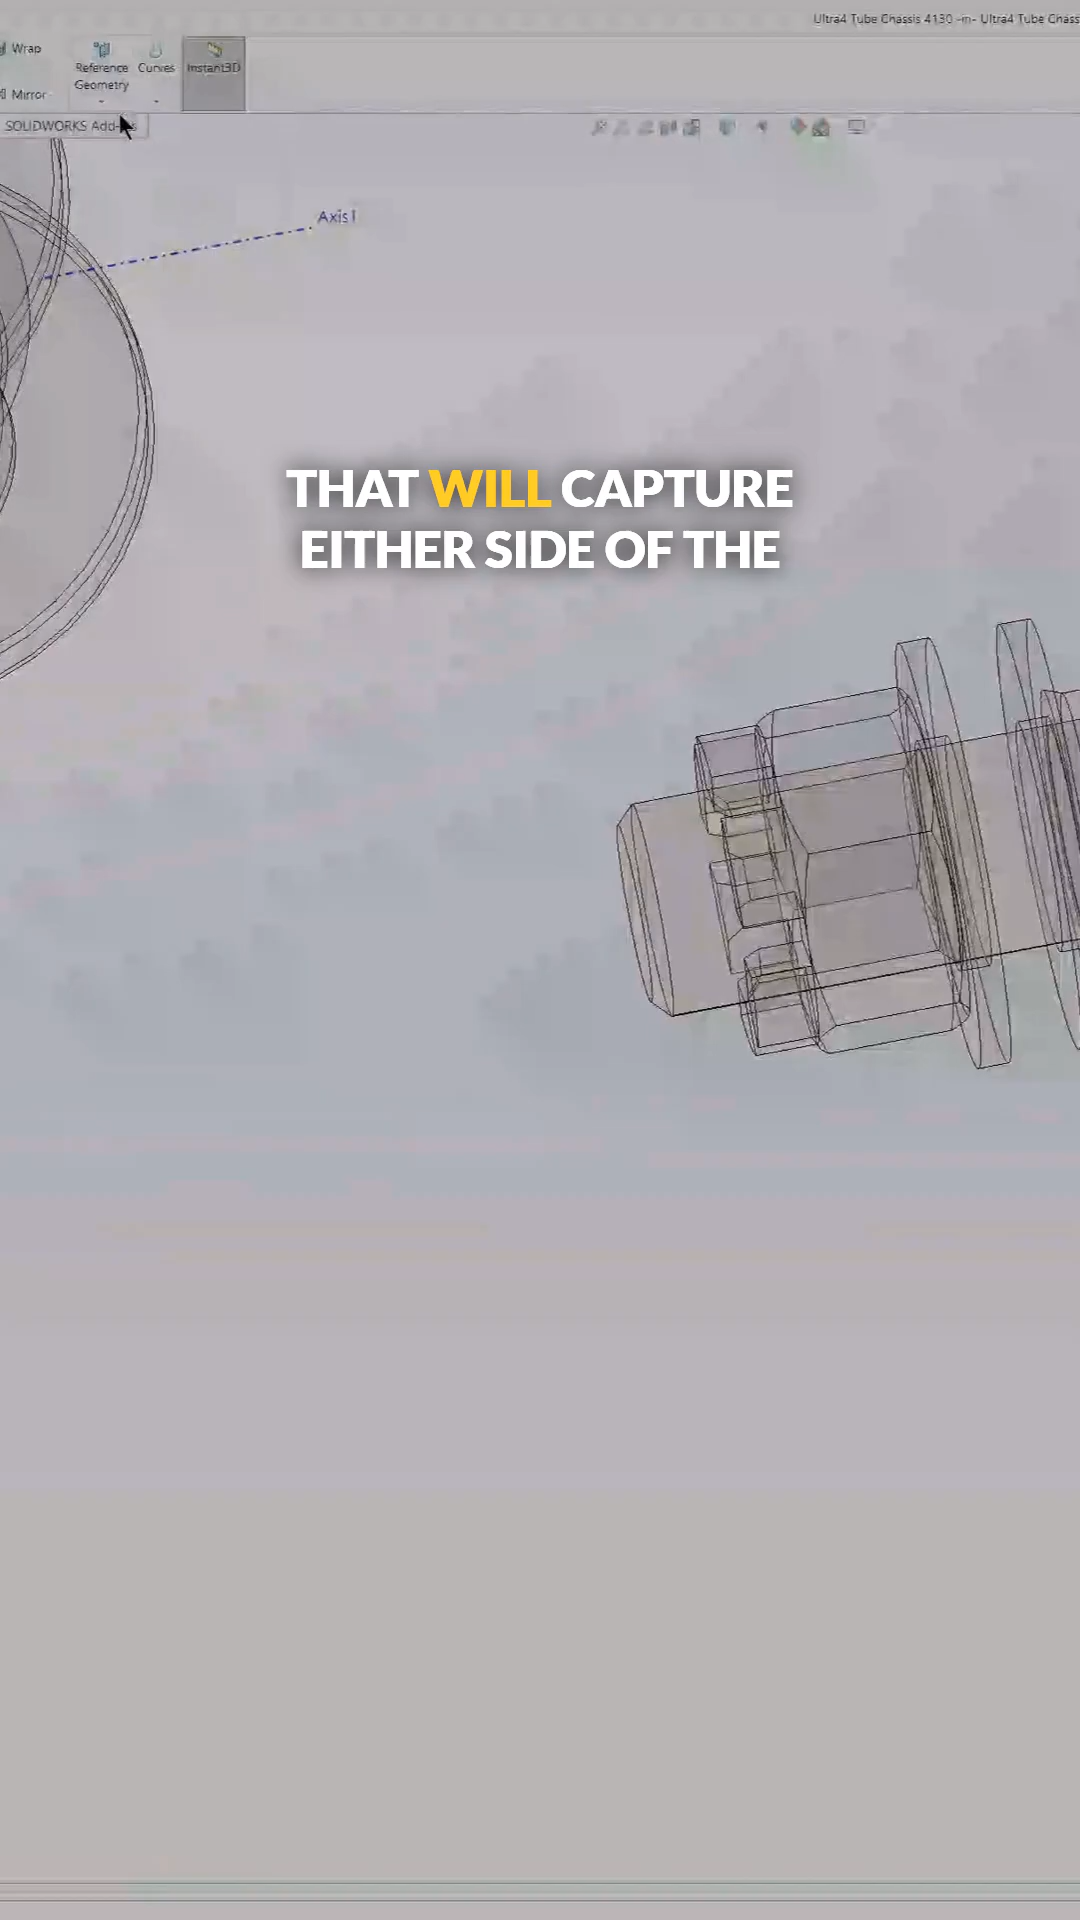 Ultra4 Tube Chassis 4130 -in- Ultra4 Tube Chass
Wrap
Reference Geometry
Curves
Instant3D
Mirror
SOLIDWORKS Add-
Axis1
THAT WILL CAPTURE
EITHER SIDE OF THE